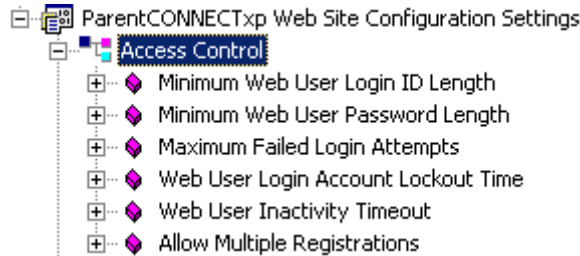 ParentCONNECTxp Web Site Configuration Settings
Access Control
Minimum Web User Login ID Length
Minimum Web User Password Length
Maximum Failed Login Attempts
Web User Login Account Lockout Time
Web User Inactivity Timeout
Allow Multiple Registrations